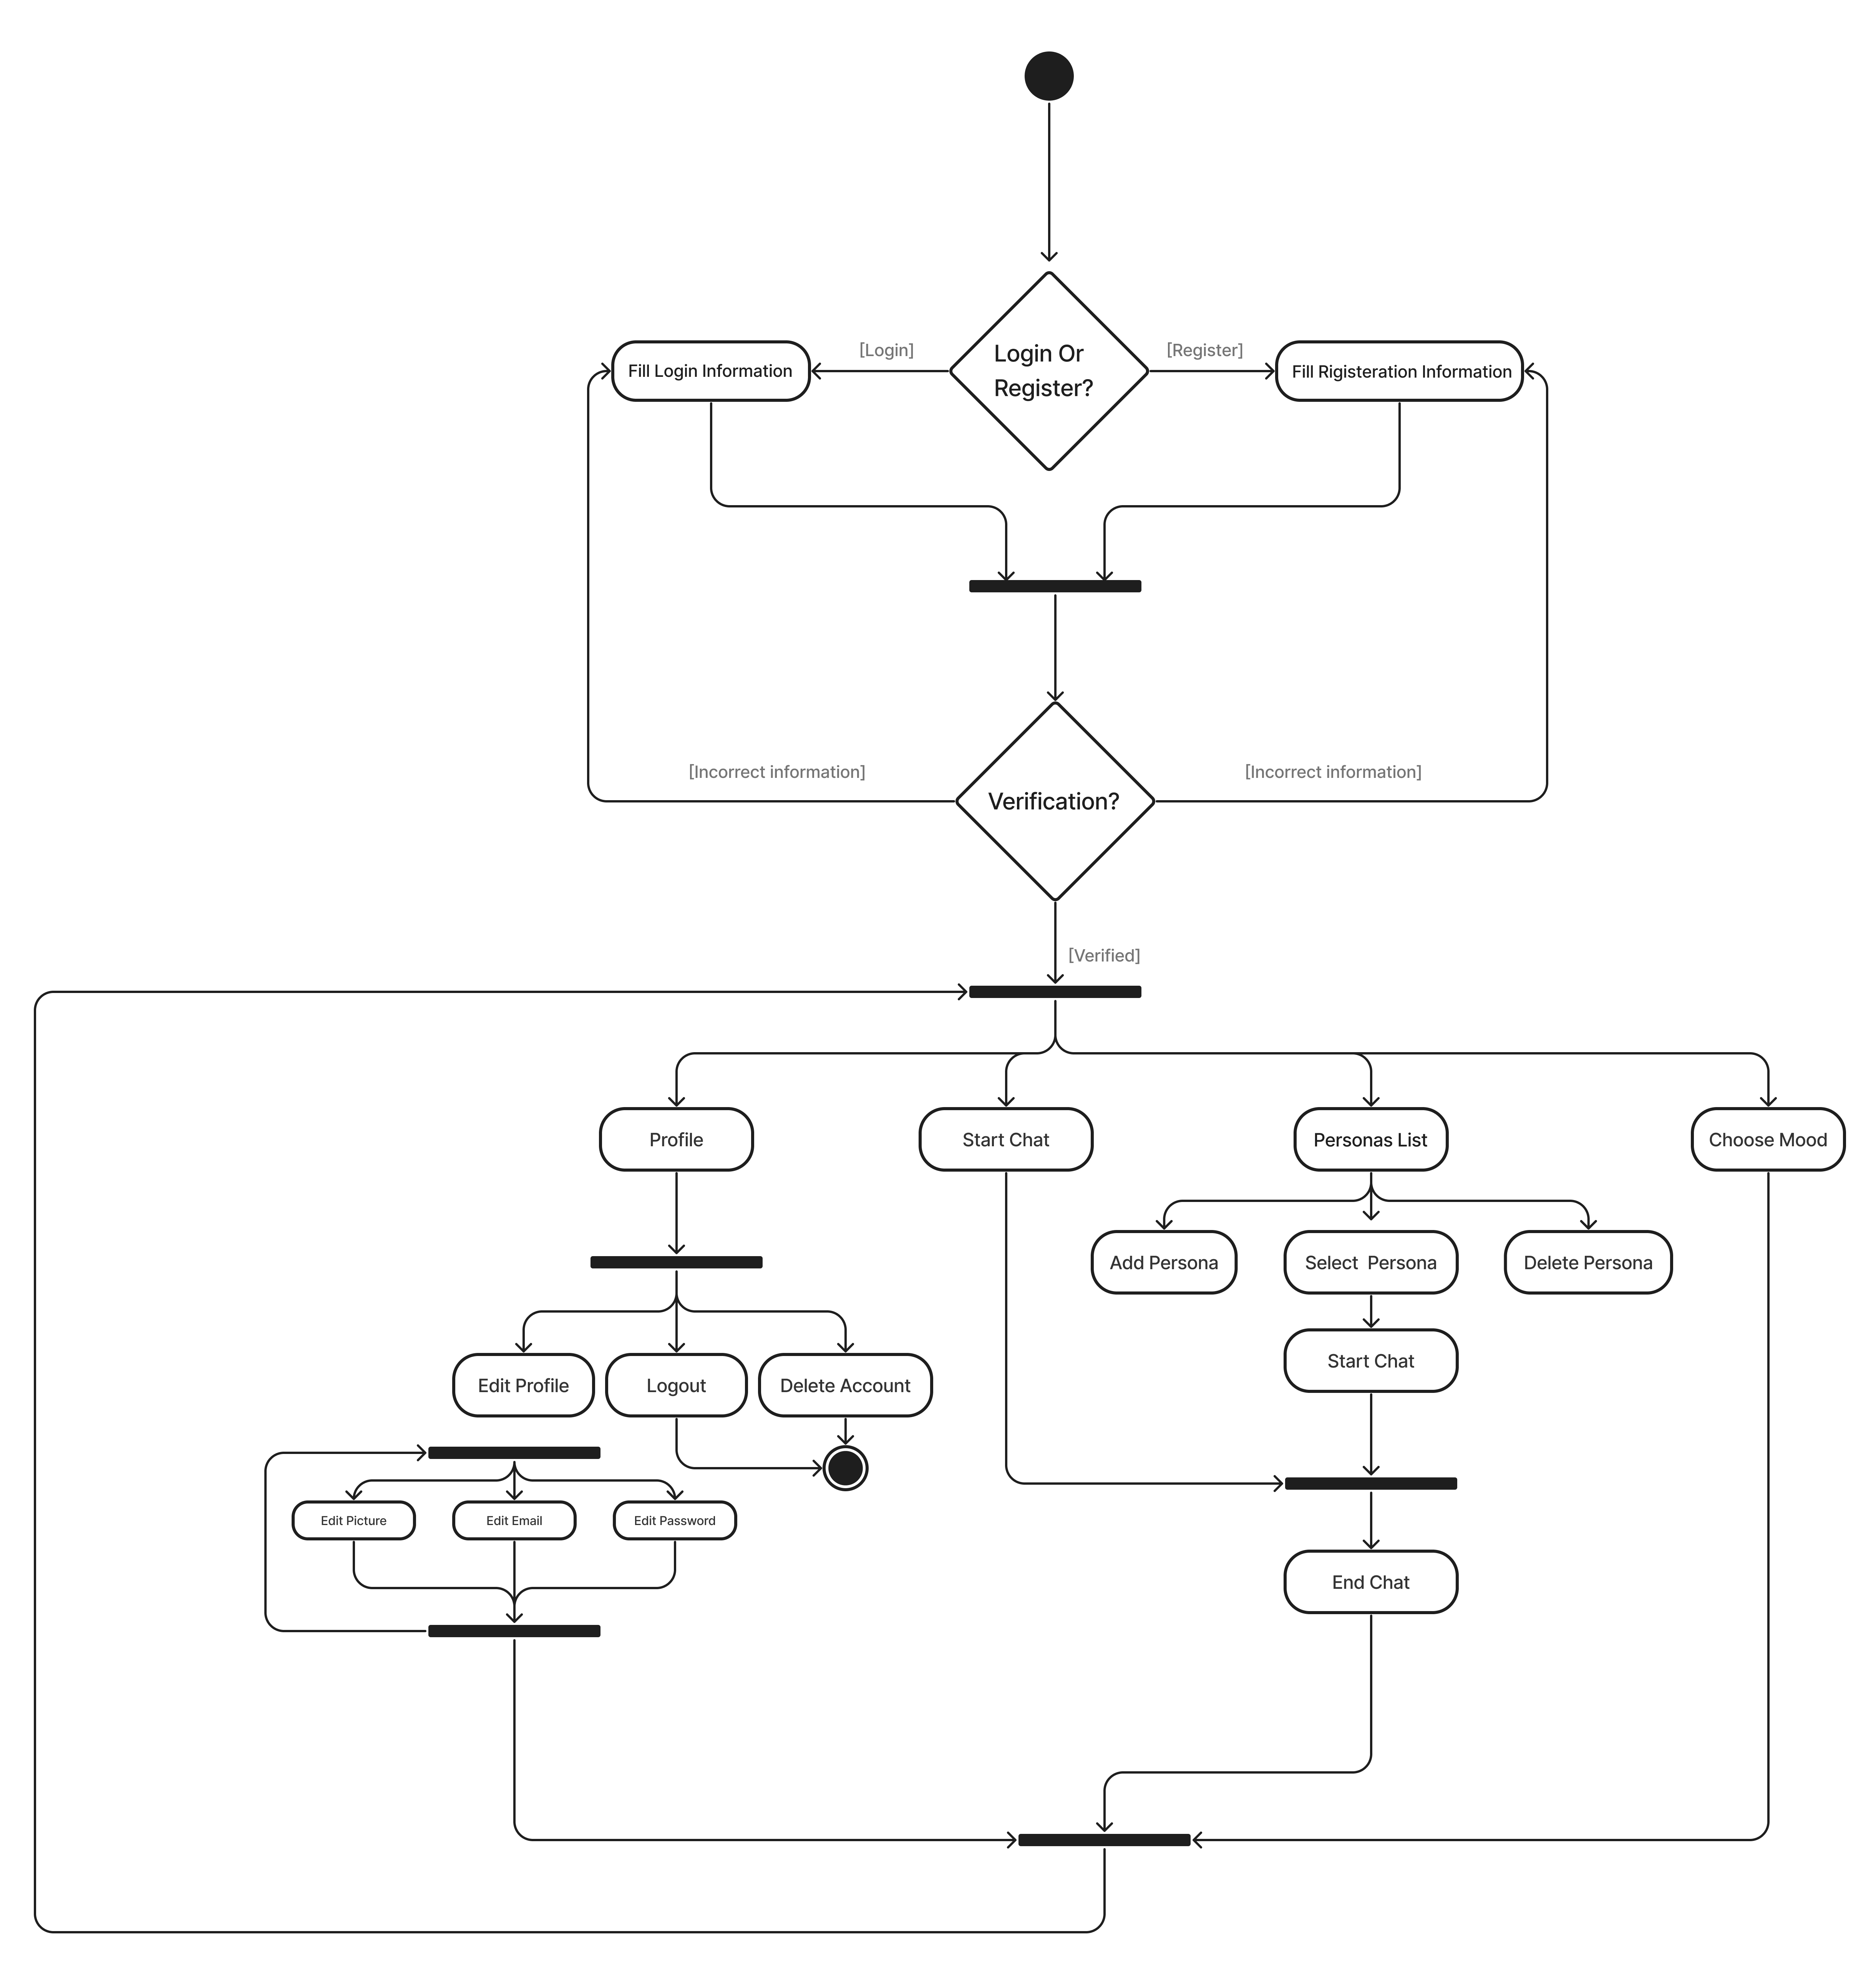 Login Or
Register?
[Login]
[Register]
Fill Login Information
Fill Rigisteration Information
[Incorrect information]
[Incorrect information]
Verification?
[Verified]
Profile
Start Chat
Personas List
Choose Mood
Add Persona
Select  Persona
Delete Persona
Start Chat
Edit Profile
Logout
Delete Account
Edit Picture
Edit Email
Edit Password
End Chat